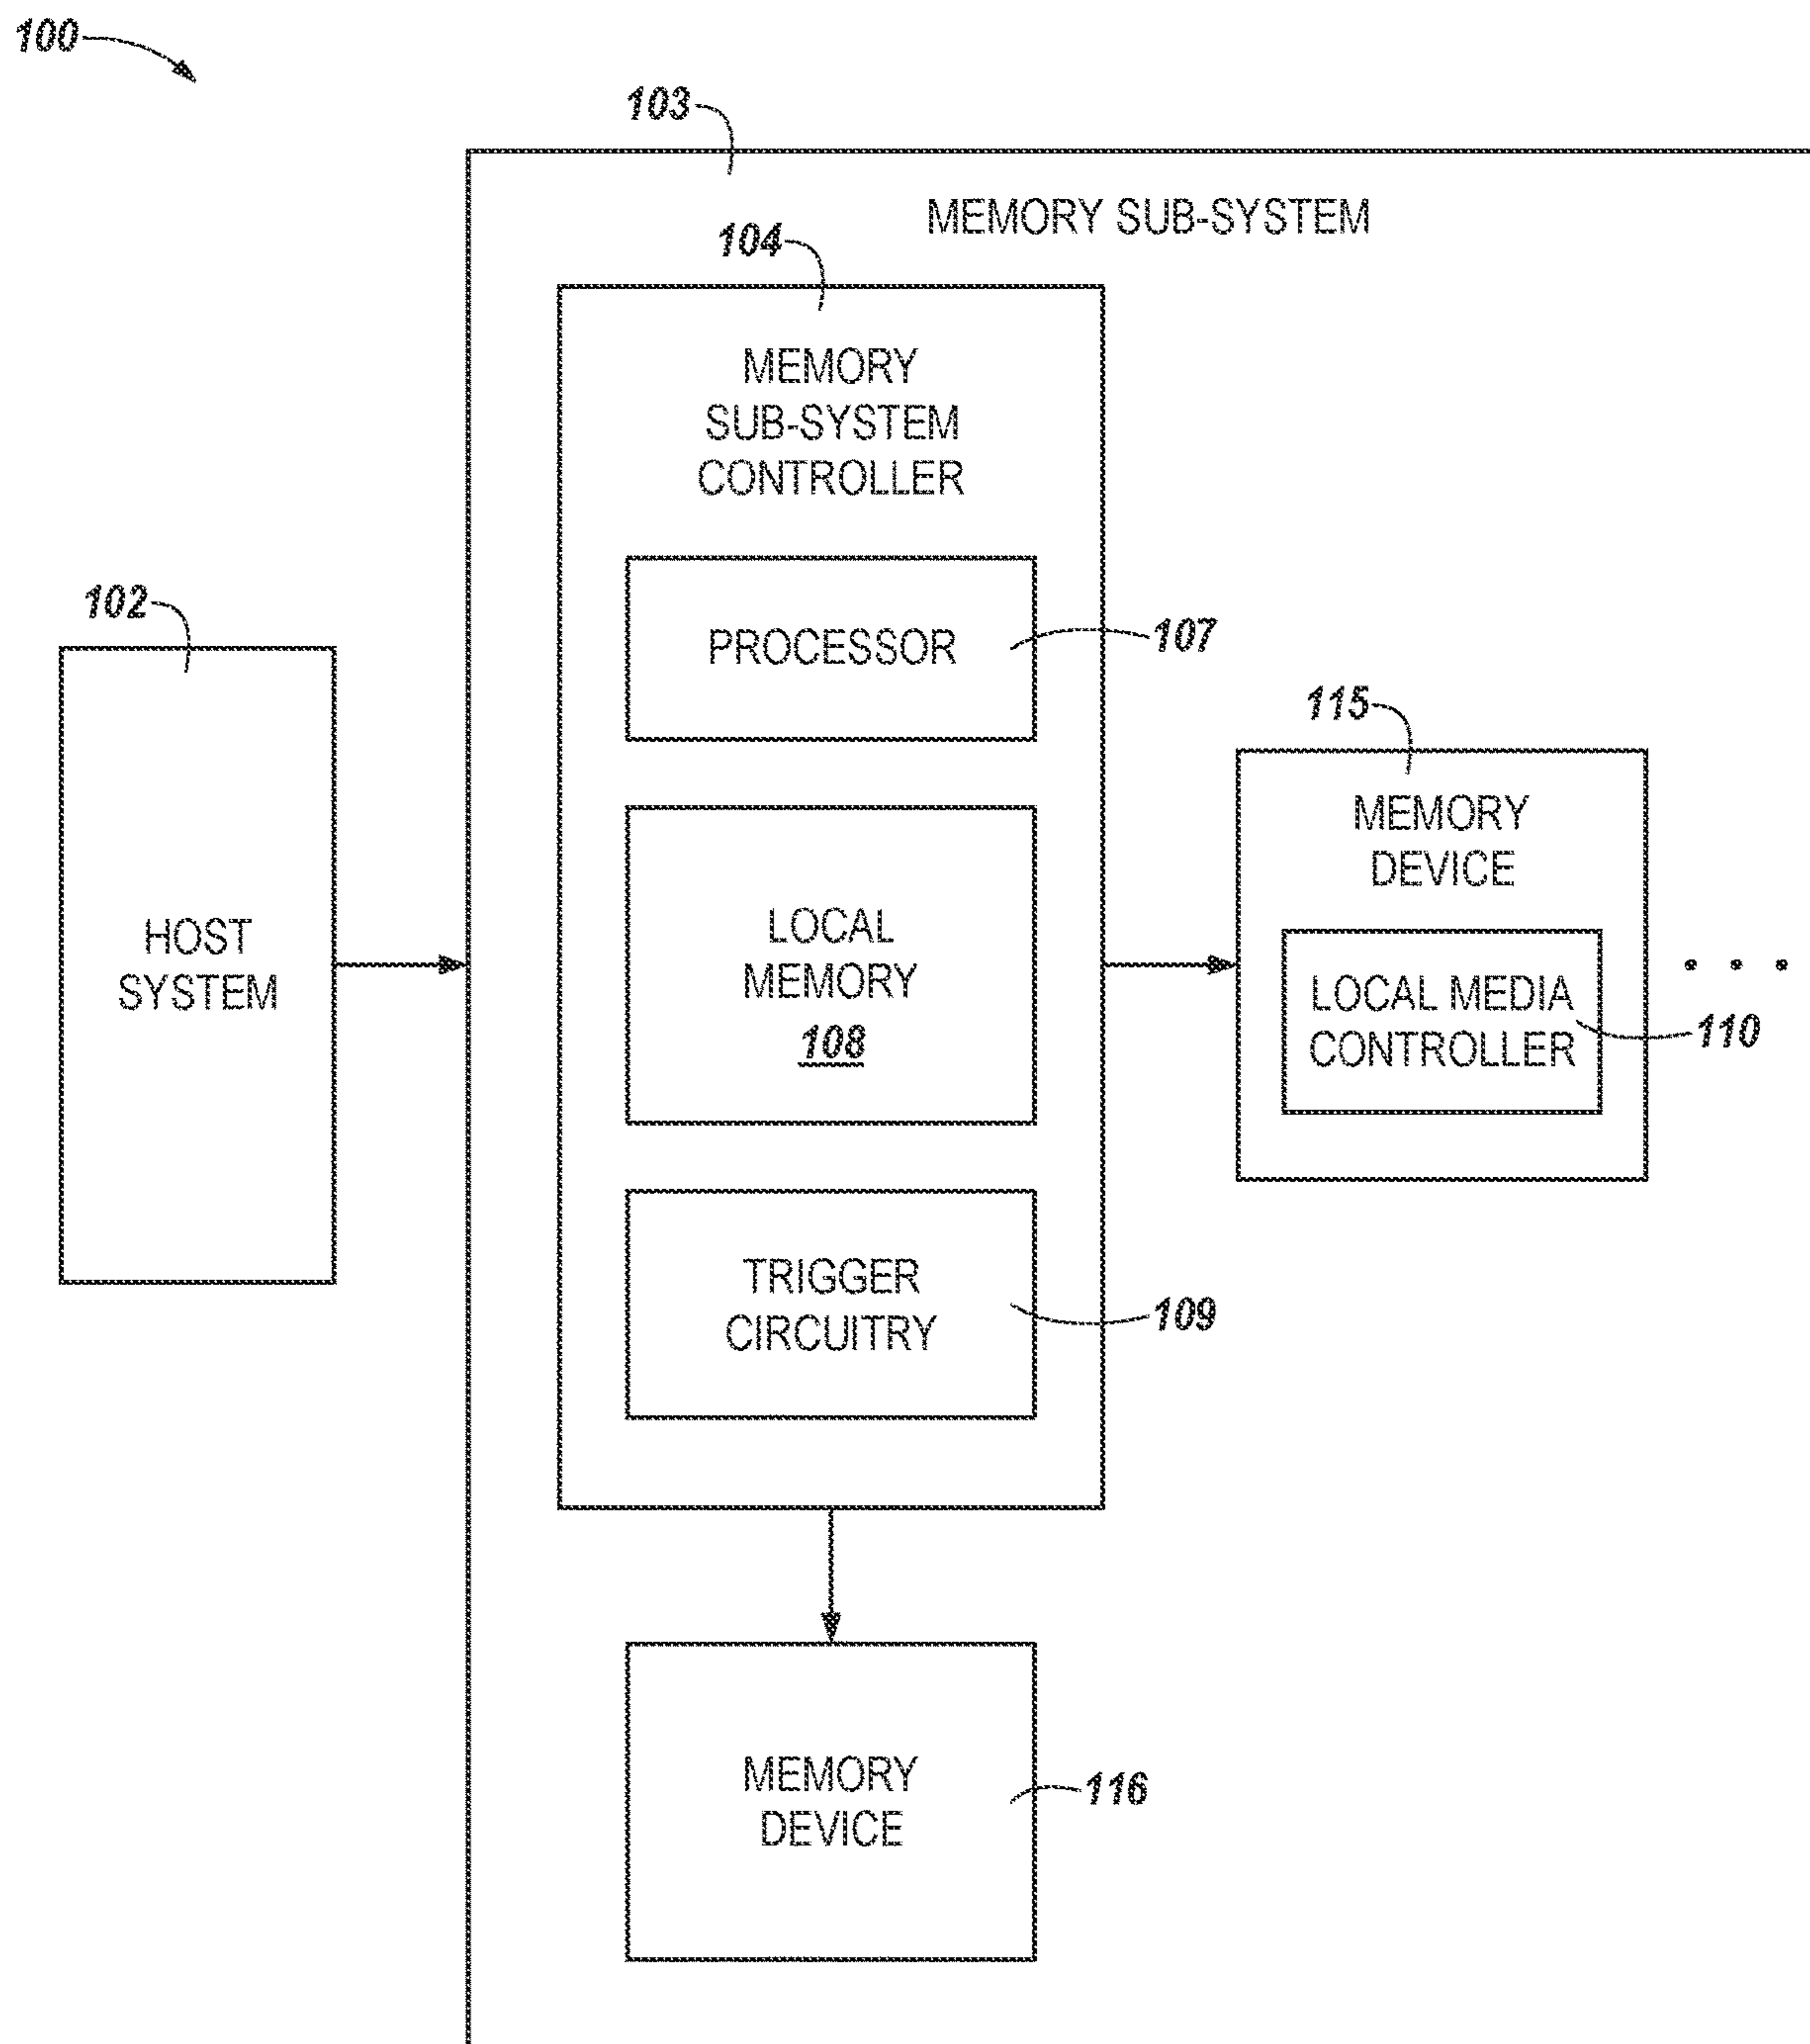 100
103
MEMORY SUB-SYSTEM
104
MEMORY
SUB-SYSTEM
CONTROLLER
102
PROCESSOR
107
115
MEMORY
DEVICE
HOST
SYSTEM
LOCAL
MEMORY
108
LOCAL MEDIA
CONTROLLER
110
TRIGGER
CIRCUITRY
109
MEMORY
DEVICE
116